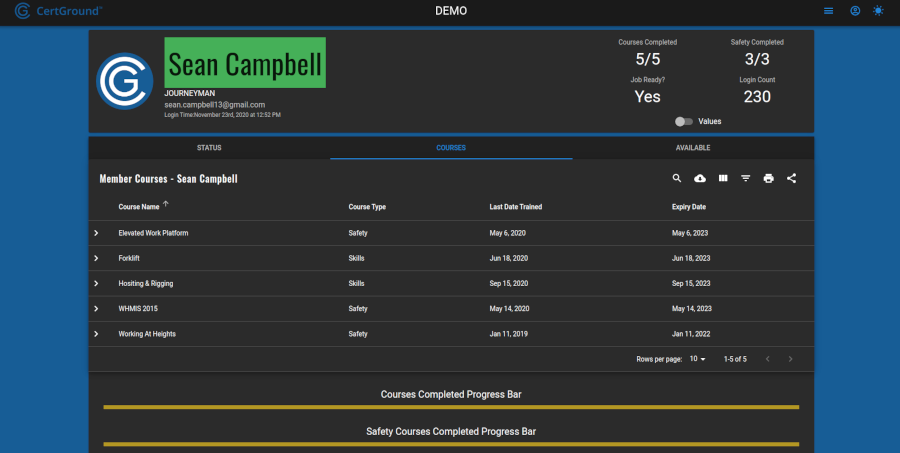 CertGround™
DEMO
Sean Campbell
JOURNEYMAN
sean.campbell13@gmail.com
Login Time:November 23rd, 2020 at 12:52 PM
Courses Completed
5/5
Safety Completed
3/3
Job Ready?
Yes
Login Count
230
Values
STATUS COURSES AVAILABLE
Member Courses - Sean Campbell
Course Name Course Type Last Date Trained Expiry Date
Elevated Work Platform Safety May 6, 2020 May 6, 2023
Forklift Skills Jun 18, 2020 Jun 18, 2023
Hositing & Rigging Skills Sep 15, 2020 Sep 15, 2023
WHMIS 2015 Safety May 14, 2020 May 14, 2023
Working At Heights Safety Jan 11, 2019 Jan 11, 2022
Rows per page: 10 1-5 of 5
Courses Completed Progress Bar
Safety Courses Completed Progress Bar